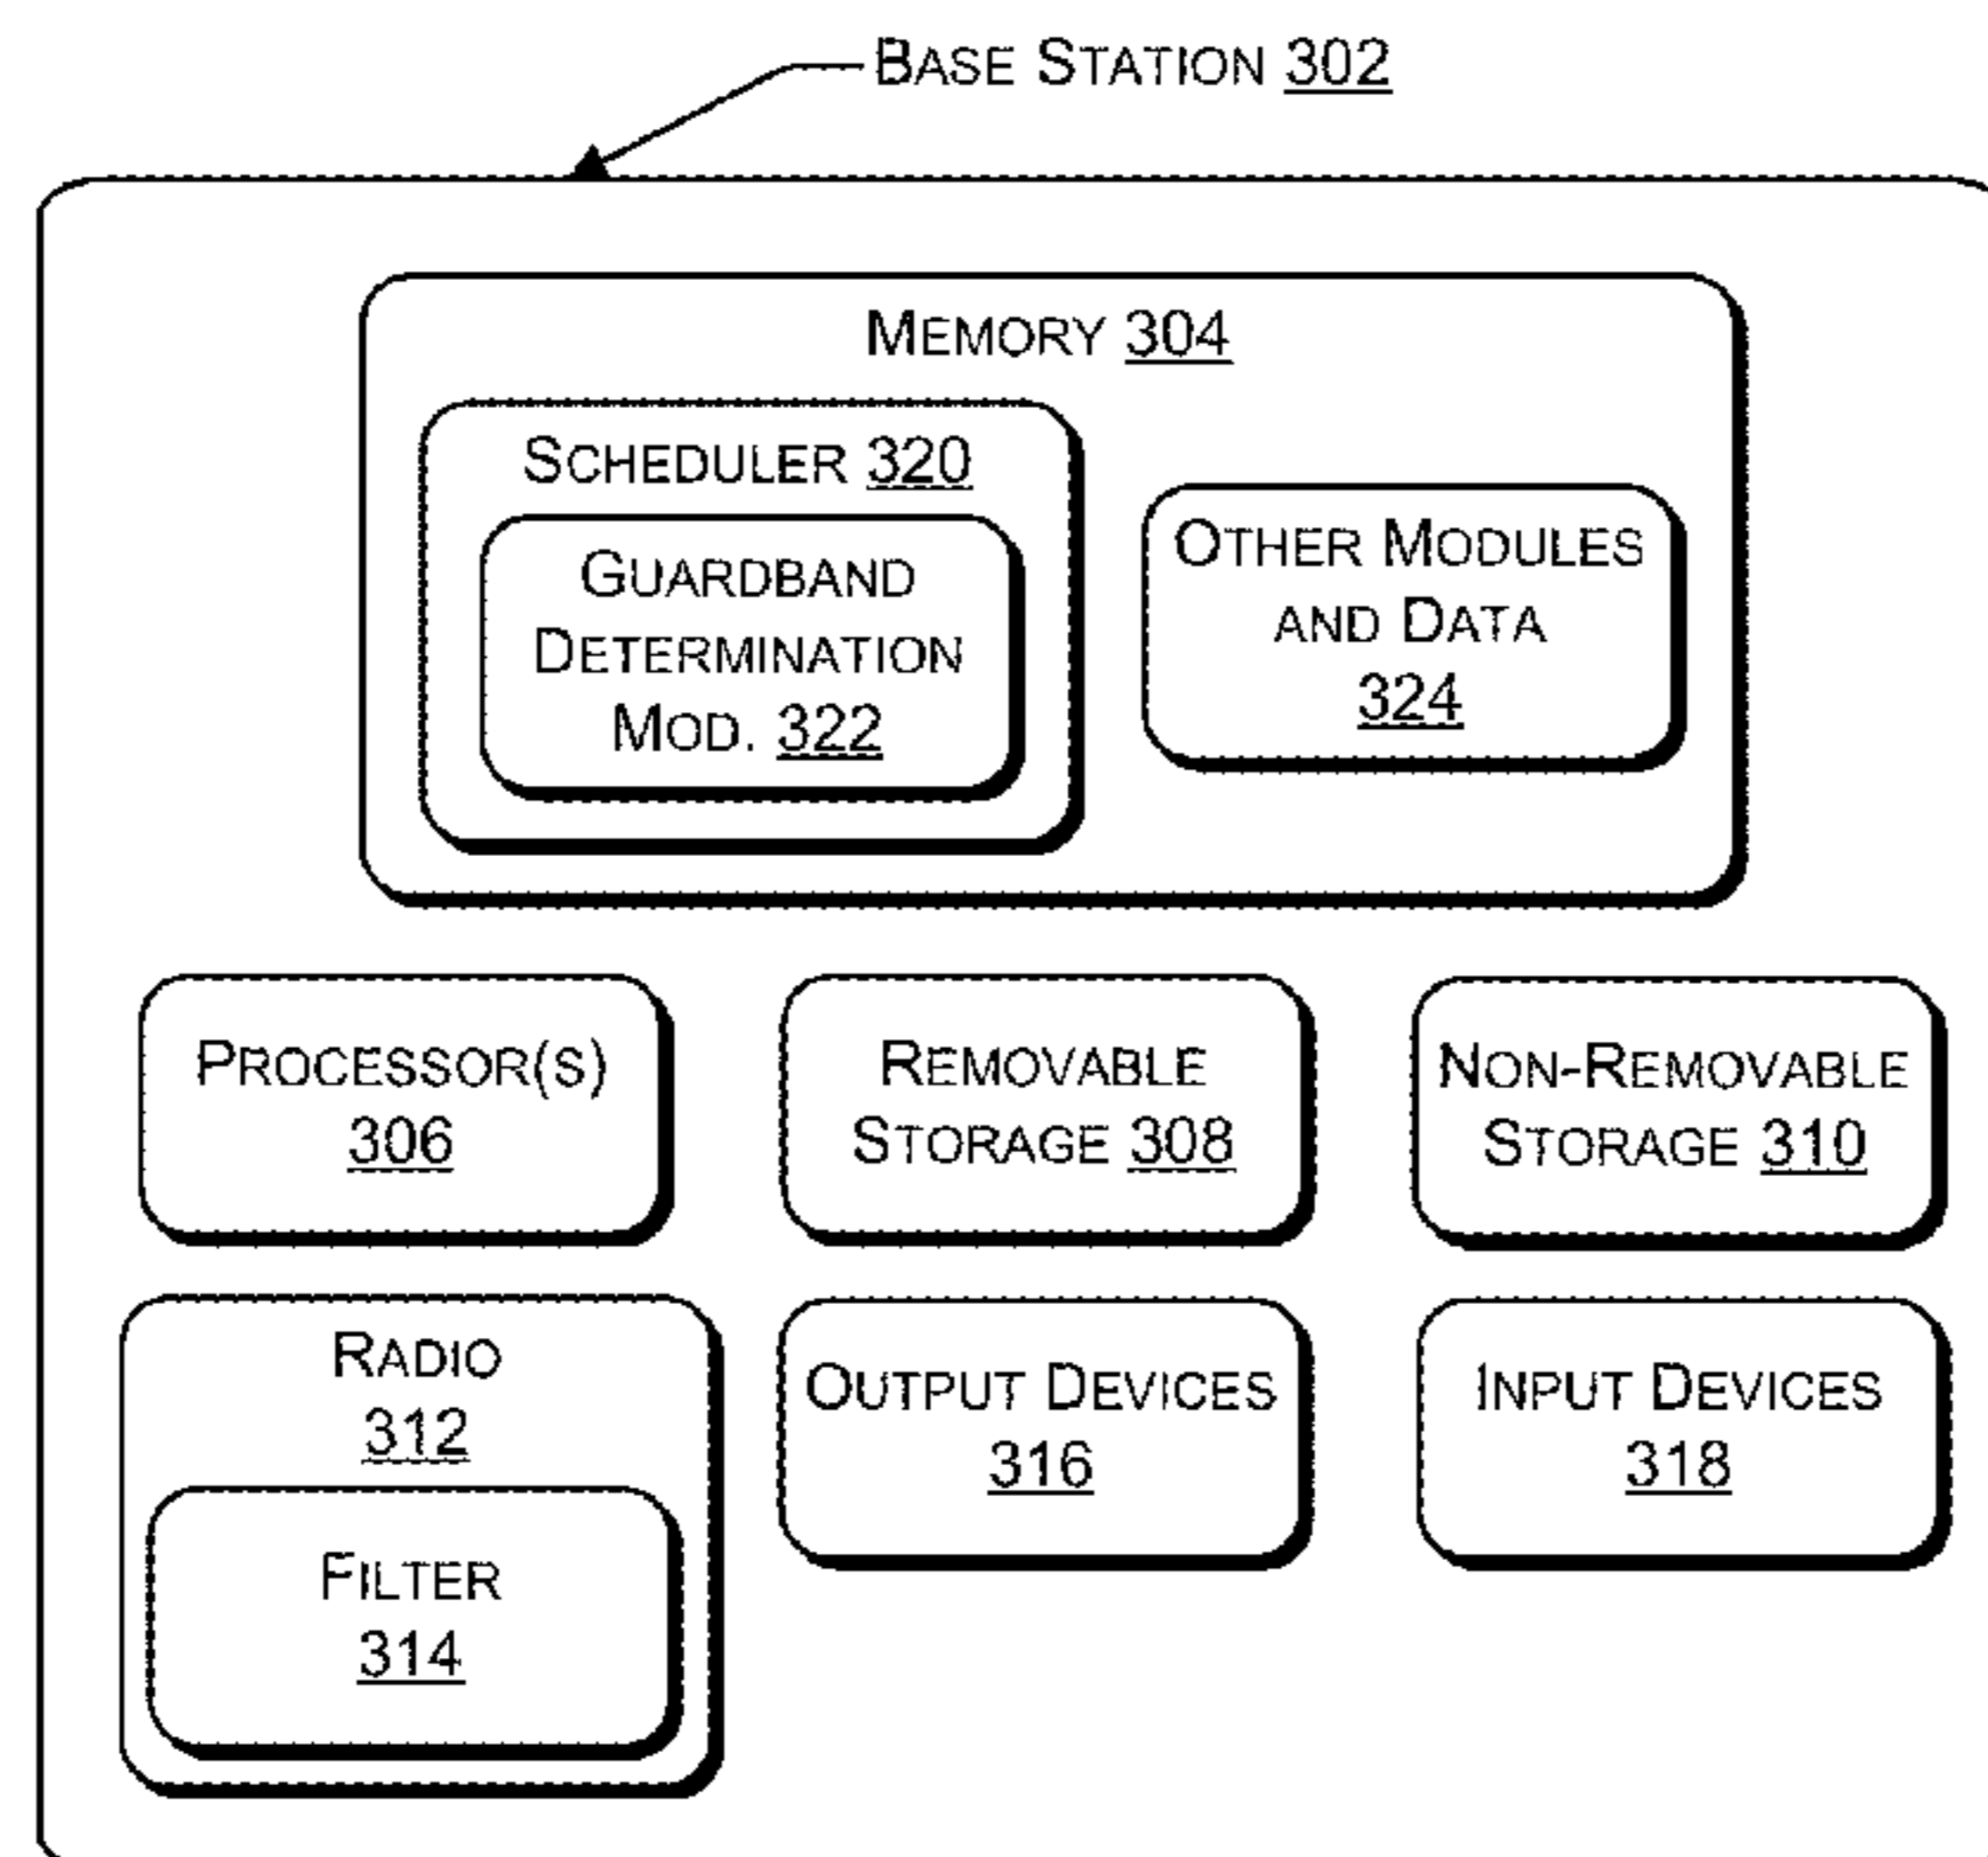 BASE STATION 302
MEMORY 304
SCHEDULER 320
GUARDBAND
DETERMINATION
MOD. 322
OTHER MODULES
AND DATA
324
PROCESSOR(S)
306
REMOVABLE
STORAGE 308
NON-REMOVABLE
STORAGE 310
RADIO
312
FILTER
314
OUTPUT DEVICES
316
INPUT DEVICES
318